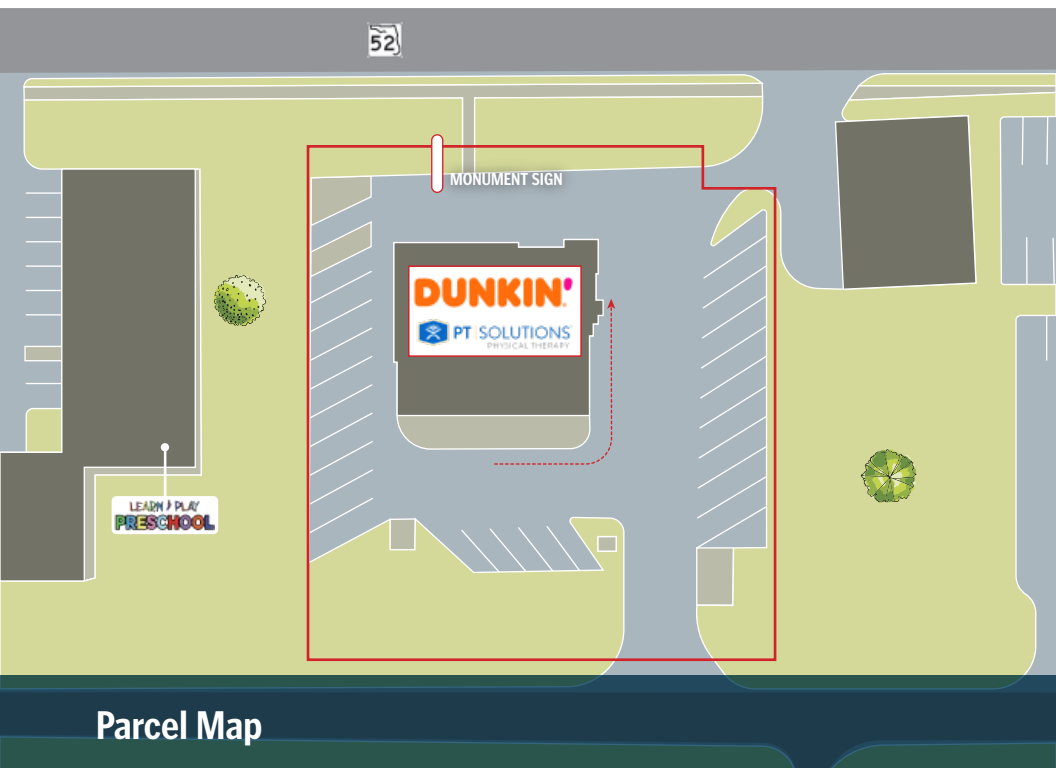 52
MONUMENT SIGN
DUNKIN'
PT SOLUTIONS
PHYSICAL THERAPY
LEARN & PLAY
PRESCHOOL
Parcel Map